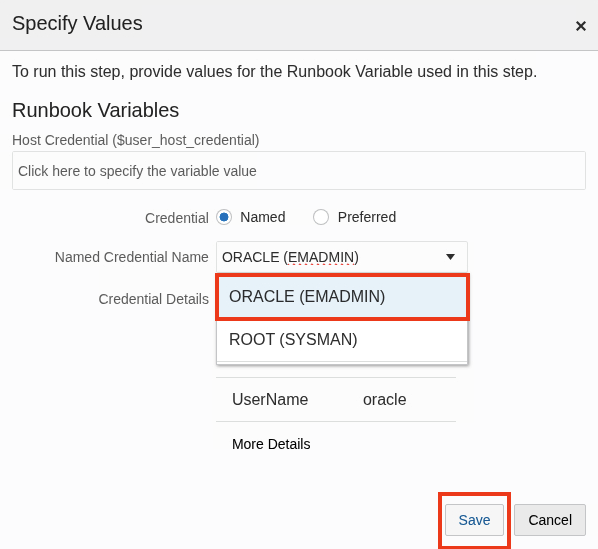 Specify Values
×
To run this step, provide values for the Runbook Variable used in this step.
Runbook Variables
Host Credential ($user_host_credential)
Click here to specify the variable value
Credential Named Preferred
Named Credential Name ORACLE (EMADMIN)
Credential Details ORACLE (EMADMIN)
ROOT (SYSMAN)
UserName oracle
More Details
Save Cancel